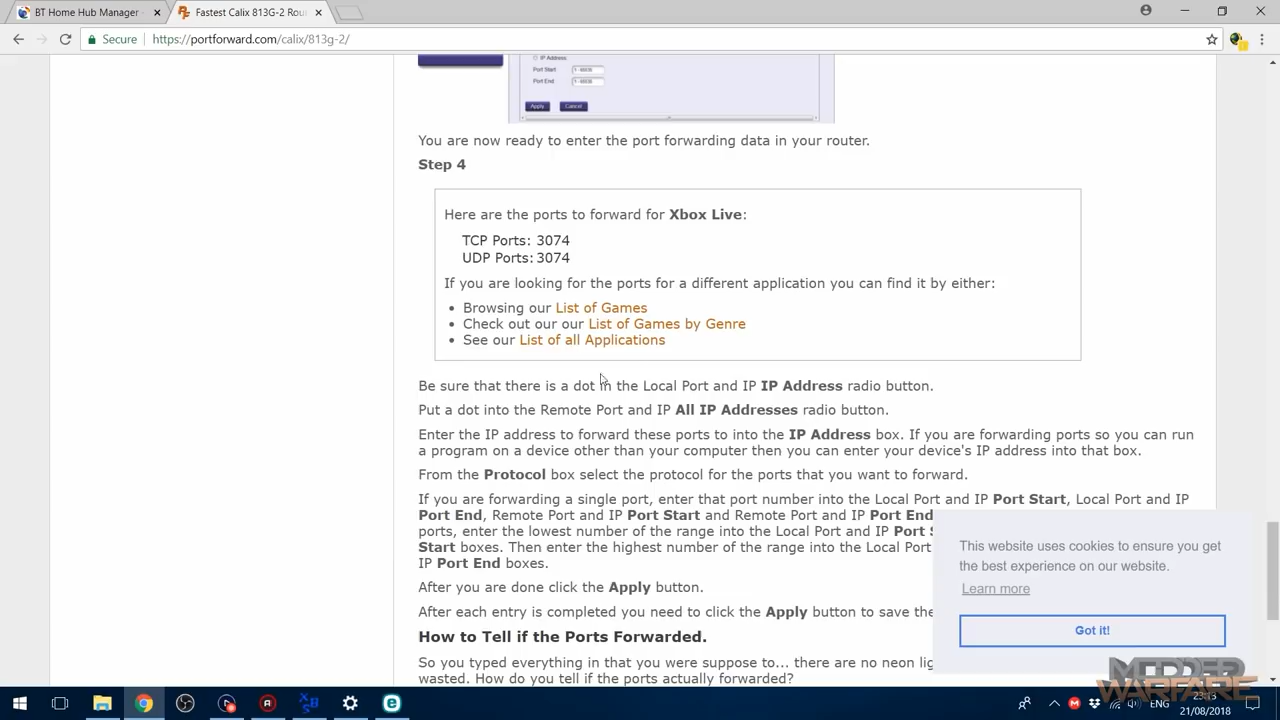 BT Home Hub Manager -
Fastest Calix 813G-2 Rou
Secure
https://portforward.com/calix/813g-2/
IP Address:
Port Start:
Port End:
Apply
Cancel
You are now ready to enter the port forwarding data in your router.
Step 4
Here are the ports to forward for Xbox Live:
TCP Ports: 3074
UDP Ports: 3074
If you are looking for the ports for a different application you can find it by either:
Browsing our List of Games
Check out our our List of Games by Genre
See our List of all Applications
Be sure that there is a dot in the Local Port and IP IP Address radio button.
Put a dot into the Remote Port and IP All IP Addresses radio button.
Enter the IP address to forward these ports to into the IP Address box. If you are forwarding ports so you can run
a program on a device other than your computer then you can enter your device's IP address into that box.
From the Protocol box select the protocol for the ports that you want to forward.
If you are forwarding a single port, enter that port number into the Local Port and IP Port Start, Local Port and IP
Port End, Remote Port and IP Port Start and Remote Port and IP Port End
ports, enter the lowest number of the range into the Local Port and IP Port S
Start boxes. Then enter the highest number of the range into the Local Port
IP Port End boxes.
After you are done click the Apply button.
After each entry is completed you need to click the Apply button to save the
How to Tell if the Ports Forwarded.
So you typed everything in that you were suppose to... there are no neon lig
wasted. How do you tell if the ports actually forwarded?
This website uses cookies to ensure you get
the best experience on our website.
Learn more
Got it!
MODDED
WARFARE
ENG
23:13
21/08/2018